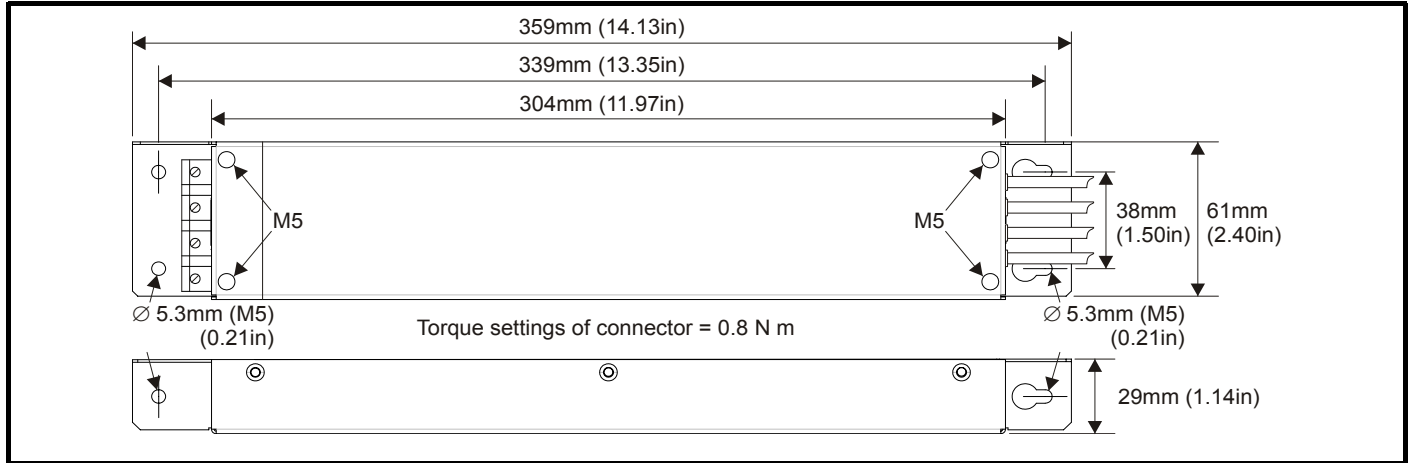 359mm (14.13in)
339mm (13.35in)
304mm (11.97in)
M5
M5
38mm
(1.50in)
61mm
(2.40in)
∅ 5.3mm (M5)
(0.21in)
Torque settings of connector = 0.8 N m
∅ 5.3mm (M5)
(0.21in)
29mm (1.14in)